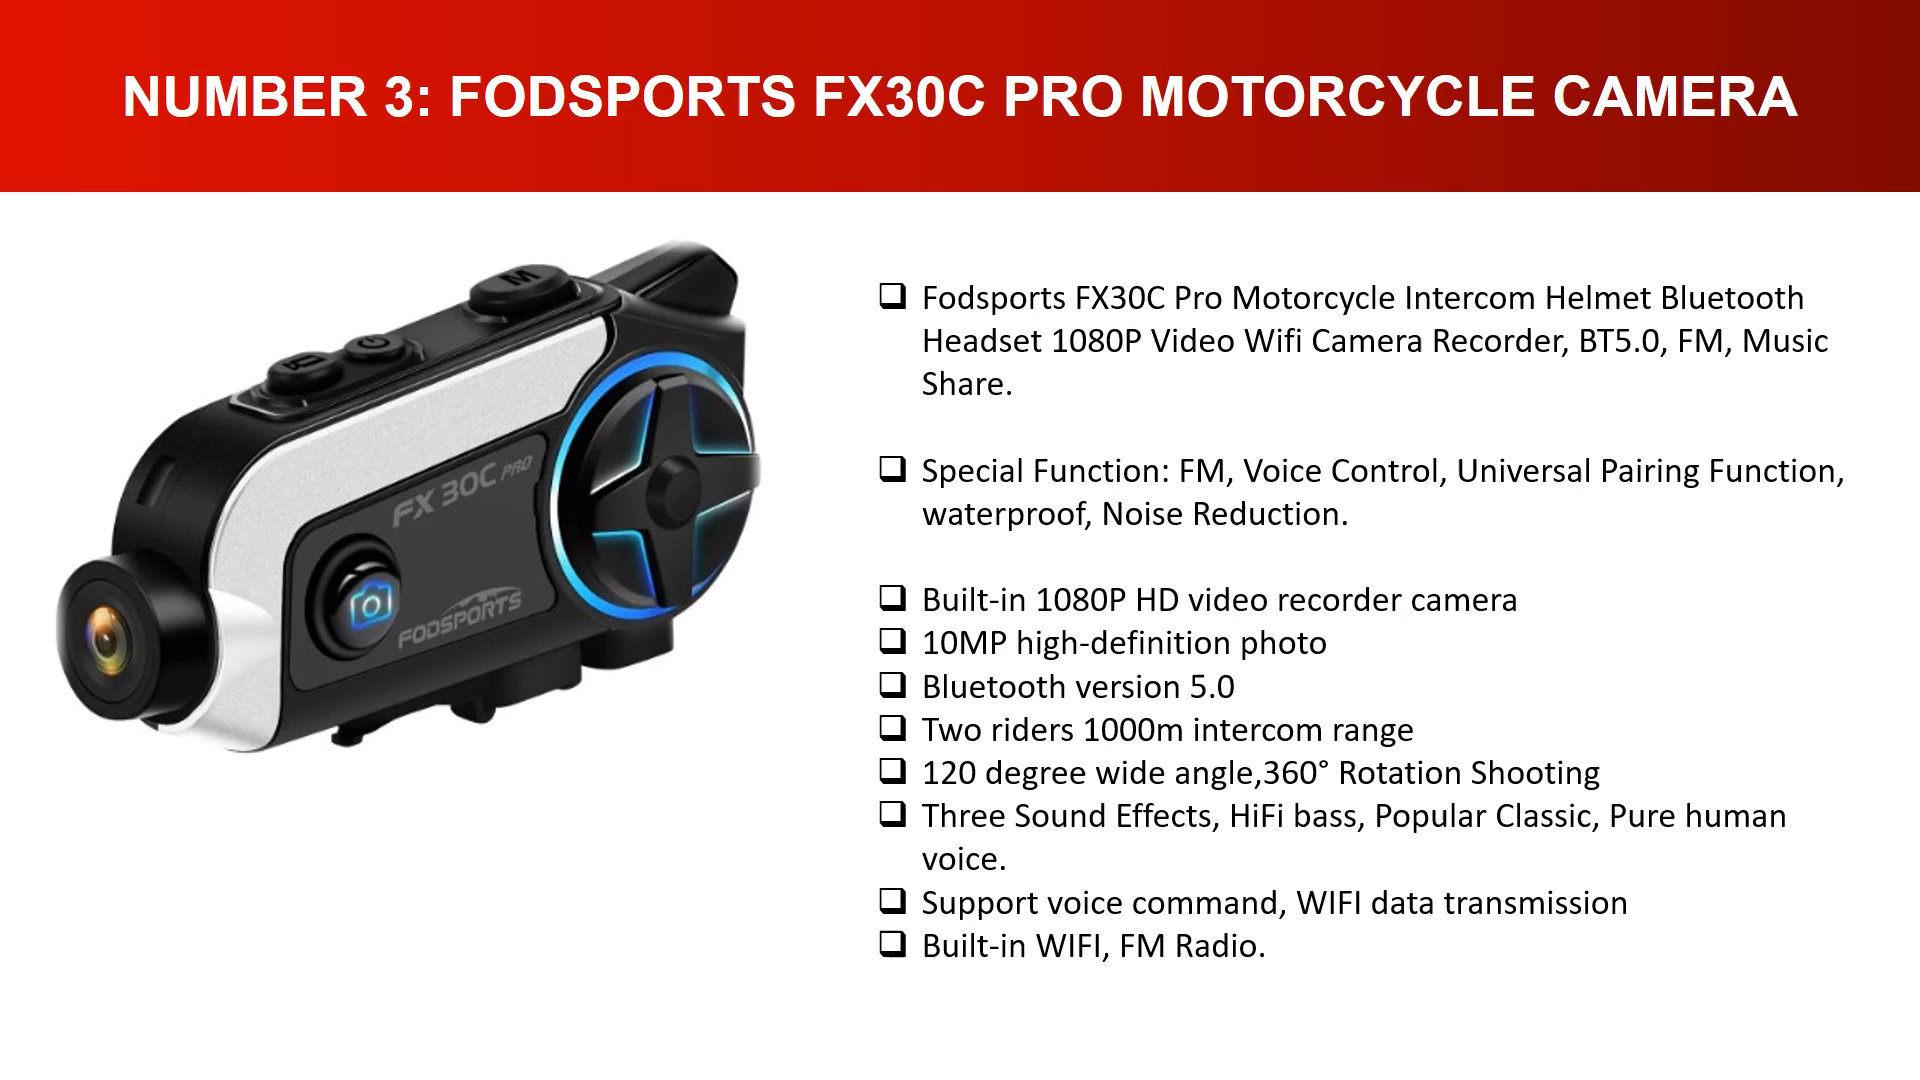 NUMBER 3: FODSPORTS FX30C PRO MOTORCYCLE CAMERA
M
FX 30C PRO
FODSPORTS
Fodsports FX30C Pro Motorcycle Intercom Helmet Bluetooth
Headset 1080P Video Wifi Camera Recorder, BT5.0, FM, Music
Share.
Special Function: FM, Voice Control, Universal Pairing Function,
waterproof, Noise Reduction.
Built-in 1080P HD video recorder camera
10MP high-definition photo
Bluetooth version 5.0
Two riders 1000m intercom range
120 degree wide angle,360° Rotation Shooting
Three Sound Effects, HiFi bass, Popular Classic, Pure human
voice.
Support voice command, WIFI data transmission
Built-in WIFI, FM Radio.